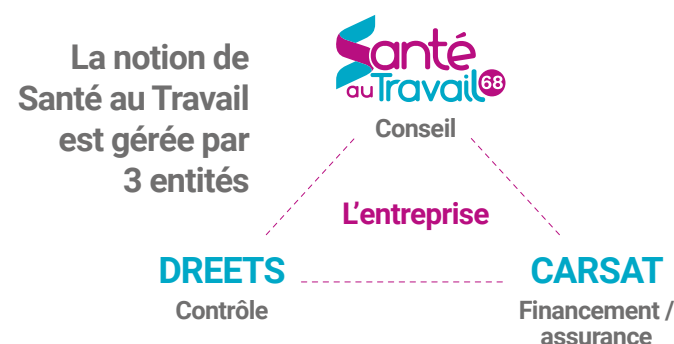 La notion de
Santé au Travail
est gérée par
3 entités
Santé
au Travail 68
Conseil
L’entreprise
DREETS
Contrôle
CARSAT
Financement /
assurance